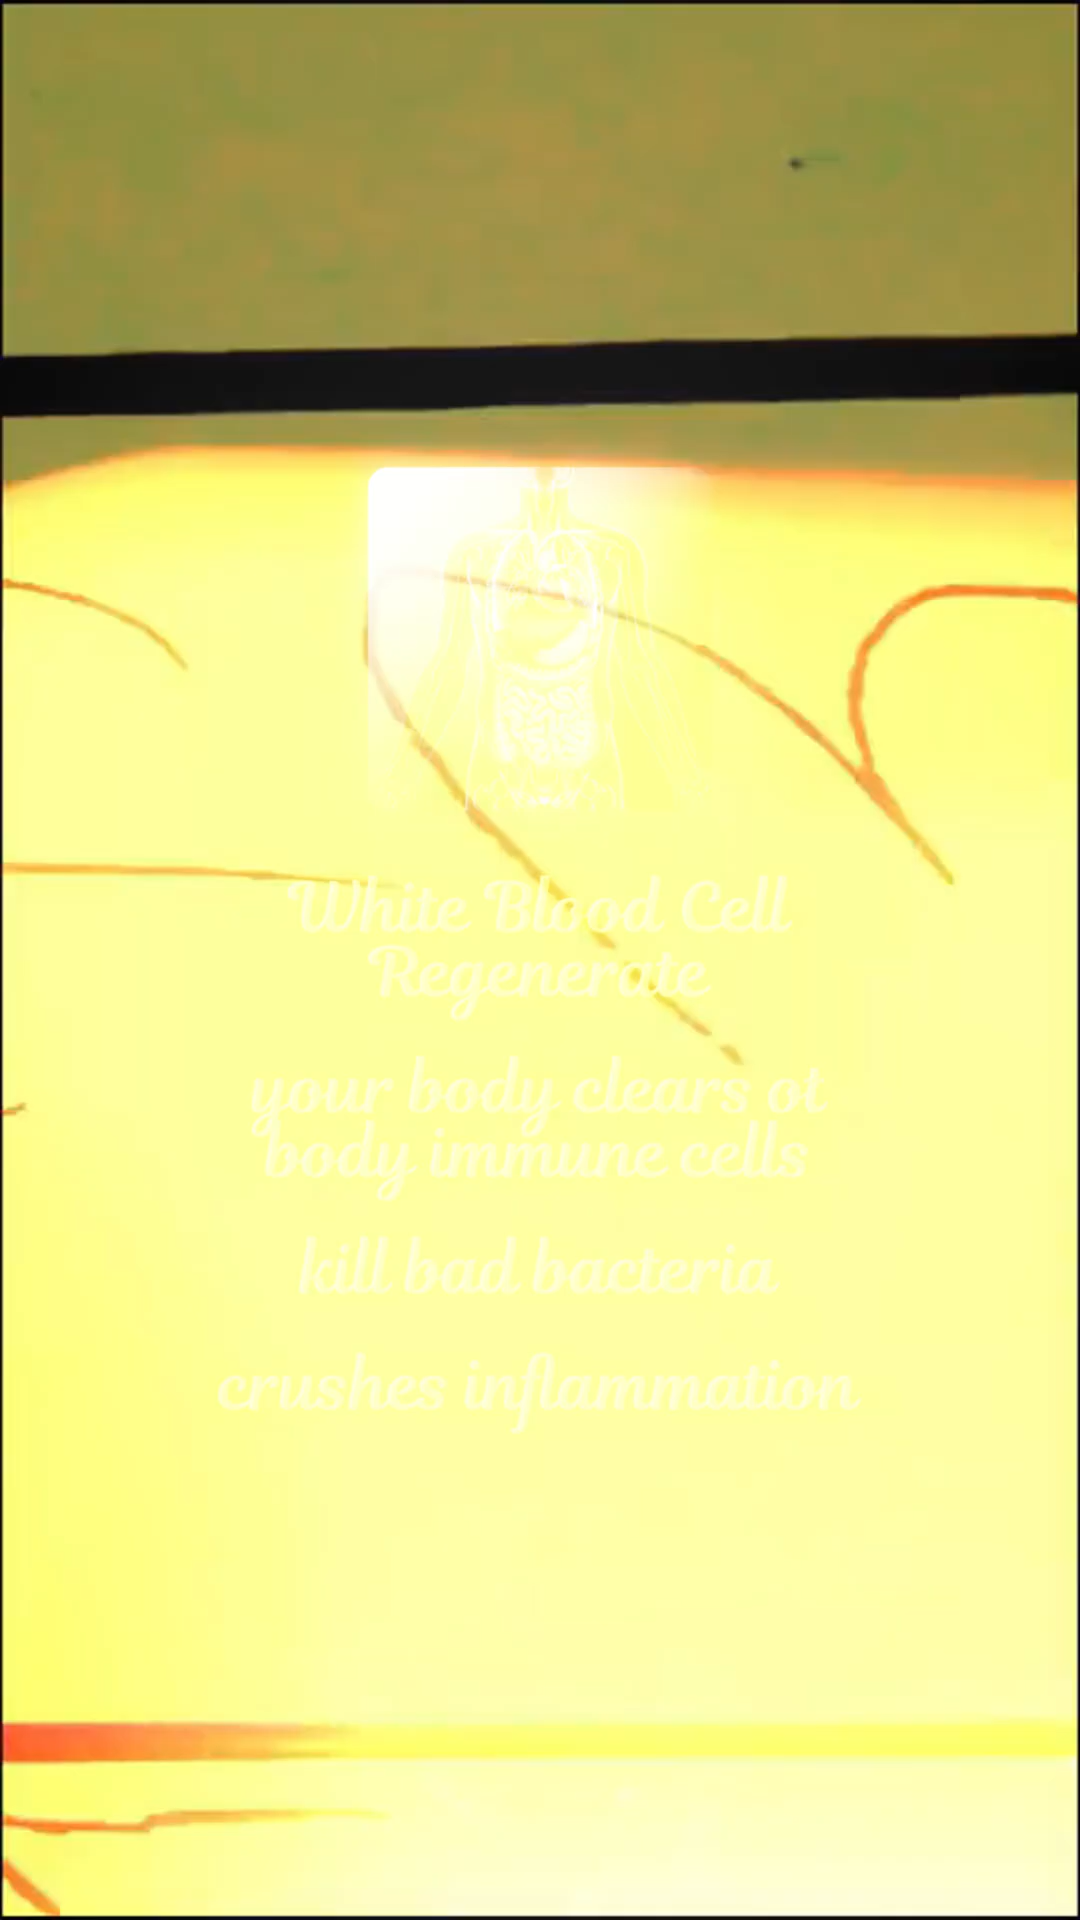 White Blood Cell
Regenerate
your body clears ot
body immune cells
kill bad bacteria
crushes inflammation